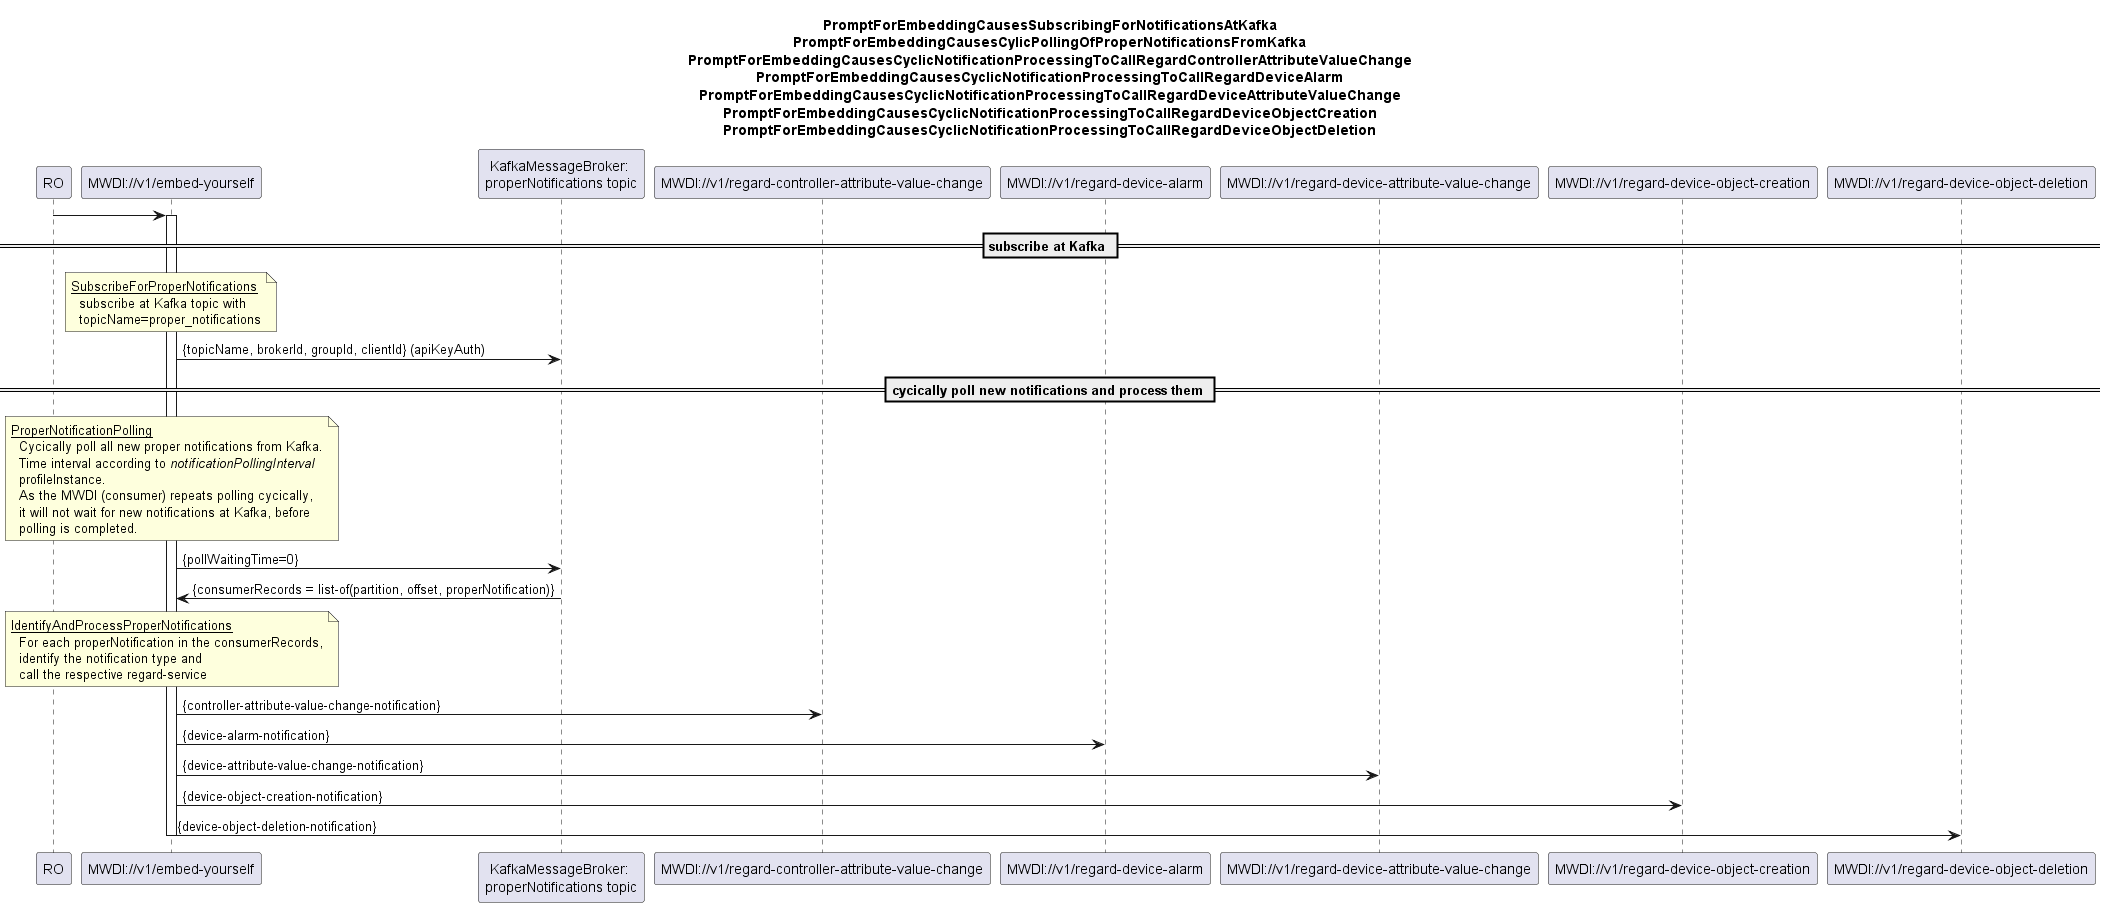 PromptForEmbeddingCausesSubscribingForNotificationsAtKafka
PromptForEmbeddingCausesCylicPollingOfProperNotificationsFromKafka
PromptForEmbeddingCausesCyclicNotificationProcessingToCallRegardControllerAttributeValueChange
PromptForEmbeddingCausesCyclicNotificationProcessingToCallRegardDeviceAlarm
PromptForEmbeddingCausesCyclicNotificationProcessingToCallRegardDeviceAttributeValueChange
PromptForEmbeddingCausesCyclicNotificationProcessingToCallRegardDeviceObjectCreation
PromptForEmbeddingCausesCyclicNotificationProcessingToCallRegardDeviceObjectDeletion
RO
MWDI://v1/embed-yourself
KafkaMessageBroker:
properNotifications topic
MWDI://v1/regard-controller-attribute-value-change
MWDI://v1/regard-device-alarm
MWDI://v1/regard-device-attribute-value-change
MWDI://v1/regard-device-object-creation
MWDI://v1/regard-device-object-deletion
subscribe at Kafka
SubscribeForProperNotifications
subscribe at Kafka topic with
topicName=proper_notifications
{topicName, brokerId, groupId, clientId} (apiKeyAuth)
cycically poll new notifications and process them
ProperNotificationPolling
Cycically poll all new proper notifications from Kafka.
Time interval according to notificationPollingInterval
profileInstance.
As the MWDI (consumer) repeats polling cycically,
it will not wait for new notifications at Kafka, before
polling is completed.
{pollWaitingTime=0}
{consumerRecords = list-of(partition, offset, properNotification)}
IdentifyAndProcessProperNotifications
For each properNotification in the consumerRecords,
identify the notification type and
call the respective regard-service
{controller-attribute-value-change-notification}
{device-alarm-notification}
{device-attribute-value-change-notification}
{device-object-creation-notification}
{device-object-deletion-notification}
RO
MWDI://v1/embed-yourself
KafkaMessageBroker:
properNotifications topic
MWDI://v1/regard-controller-attribute-value-change
MWDI://v1/regard-device-alarm
MWDI://v1/regard-device-attribute-value-change
MWDI://v1/regard-device-object-creation
MWDI://v1/regard-device-object-deletion